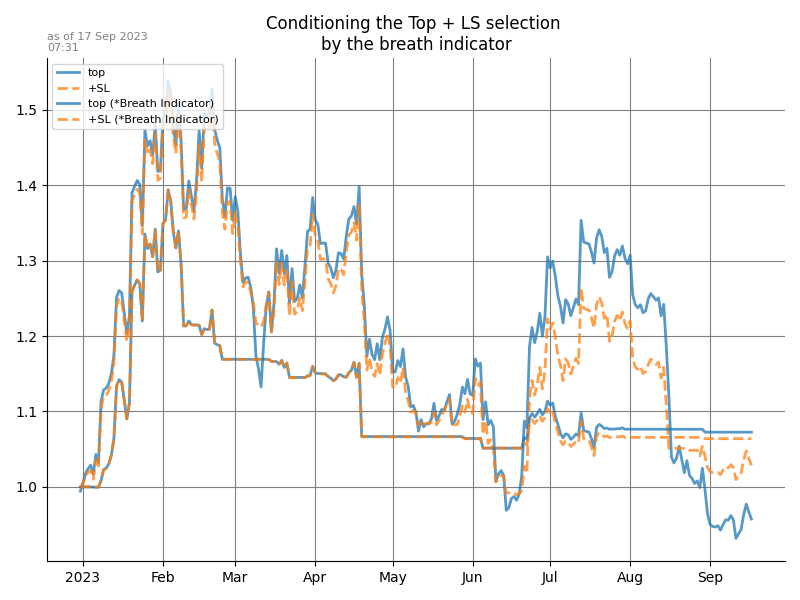 Conditioning the Top + LS selection
by the breath indicator
as of 17 Sep 2023
07:31
top
+SL
top (*Breath Indicator)
+SL (*Breath Indicator)
1.5
1.4
1.3
1.2
1.1
1.0
2023 Feb Mar Apr May Jun Jul Aug Sep